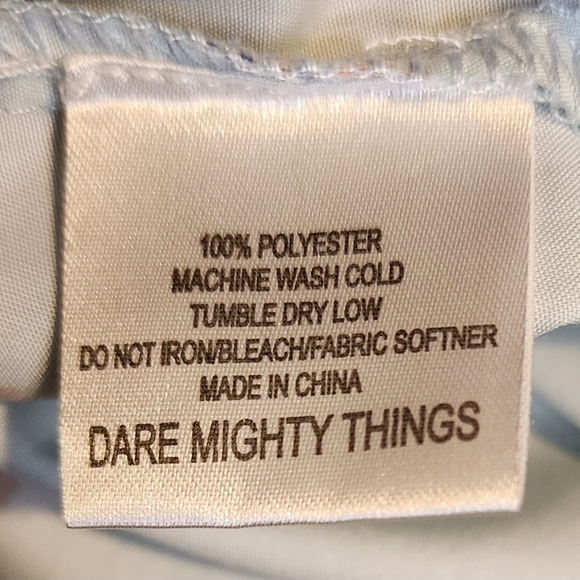 100% POLYESTER
MACHINE WASH COLD
TUMBLE DRY LOW
DO NOT IRON/BLEACH/FABRIC SOFTNER
MADE IN CHINA
DARE MIGHTY THINGS